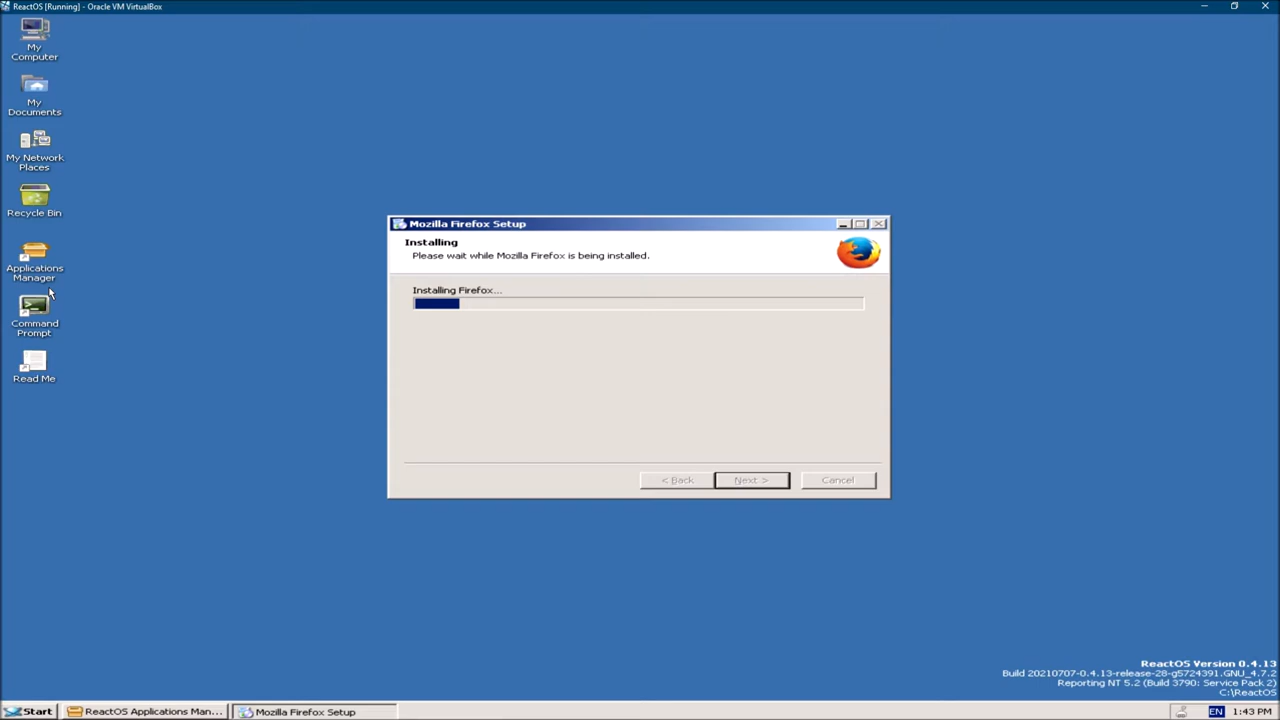 ReactOS [Running] - Oracle VM VirtualBox
My
Computer
My
Documents
My Network
Places
Recycle Bin
Applications
Manager
Command
Prompt
Read Me
Mozilla Firefox Setup
Installing
Please wait while Mozilla Firefox is being installed.
Installing Firefox...
< Back
Next >
Cancel
ReactOS Version 0.4.13
Build 20210707-0.4.13-release-28-g5724391.GNU_4.7.2
Reporting NT 5.2 (Build 3790: Service Pack 2)
C:\ReactOS
Start
ReactOS Applications Man...
Mozilla Firefox Setup
EN
1:43 PM